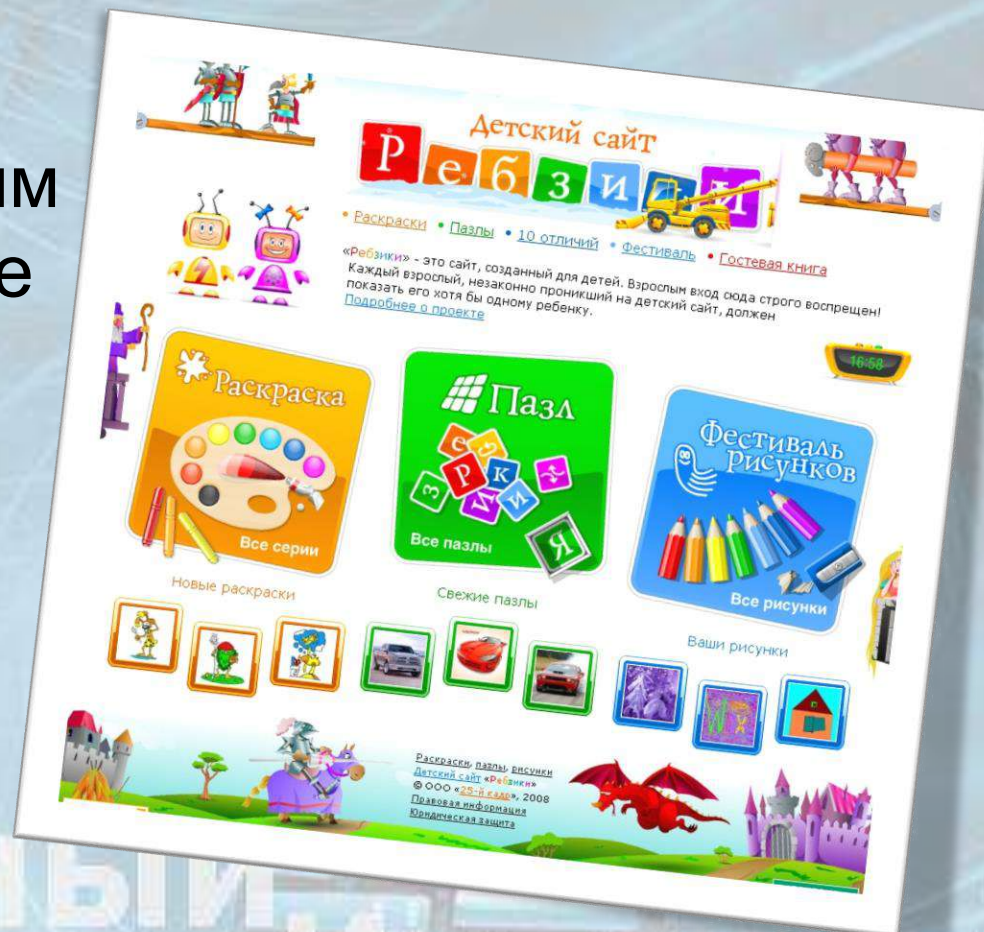 им
е
Детский сайт
Ребзики
• Раскраски • Пазлы • 10 отличий • Фестиваль • Гостевая книга
«Ребзики» - это сайт, созданный для детей. Взрослым вход сюда строго воспрещен!
Каждый взрослый, незаконно проникший на детский сайт, должен
показать его хотя бы одному ребенку.
Подробнее о проекте
16:58
Раскраска
Все серии
Пазл
е б
З Р К
И И
Я
Все пазлы
Фестиваль
рисунков
Все рисунки
Новые раскраски
Свежие пазлы
Ваши рисунки
Раскраски, пазлы, рисунки
Детский сайт «Ребзики»
© ООО «25-й кадр», 2008
Правовая информация
Юридическая защита
ный